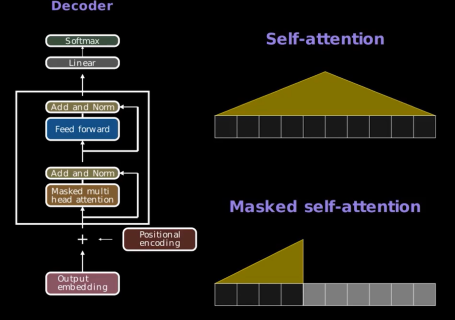 Decoder
Softmax
Linear
Add and Norm
Feed forward
Add and Norm
Masked multi
head attention
Positional
encoding
Output
embedding
Self-attention
Masked self-attention